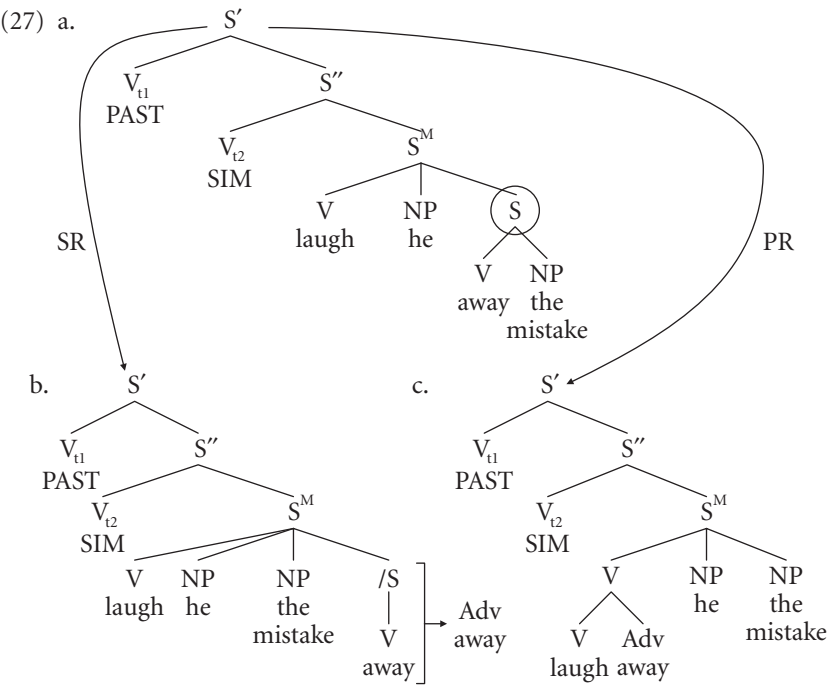 (27) a. S′
V_t1 S″
PAST
V_t2 S^M
SIM
V NP S
laugh he
SR PR
V NP
away the
mistake
b. S′ c. S′
V_t1 S″ V_t1 S″
PAST PAST
V_t2 S^M V_t2 S^M
SIM SIM
V NP NP /S V NP NP
laugh he the he the
mistake mistake
Adv
away
V V Adv
away laugh away